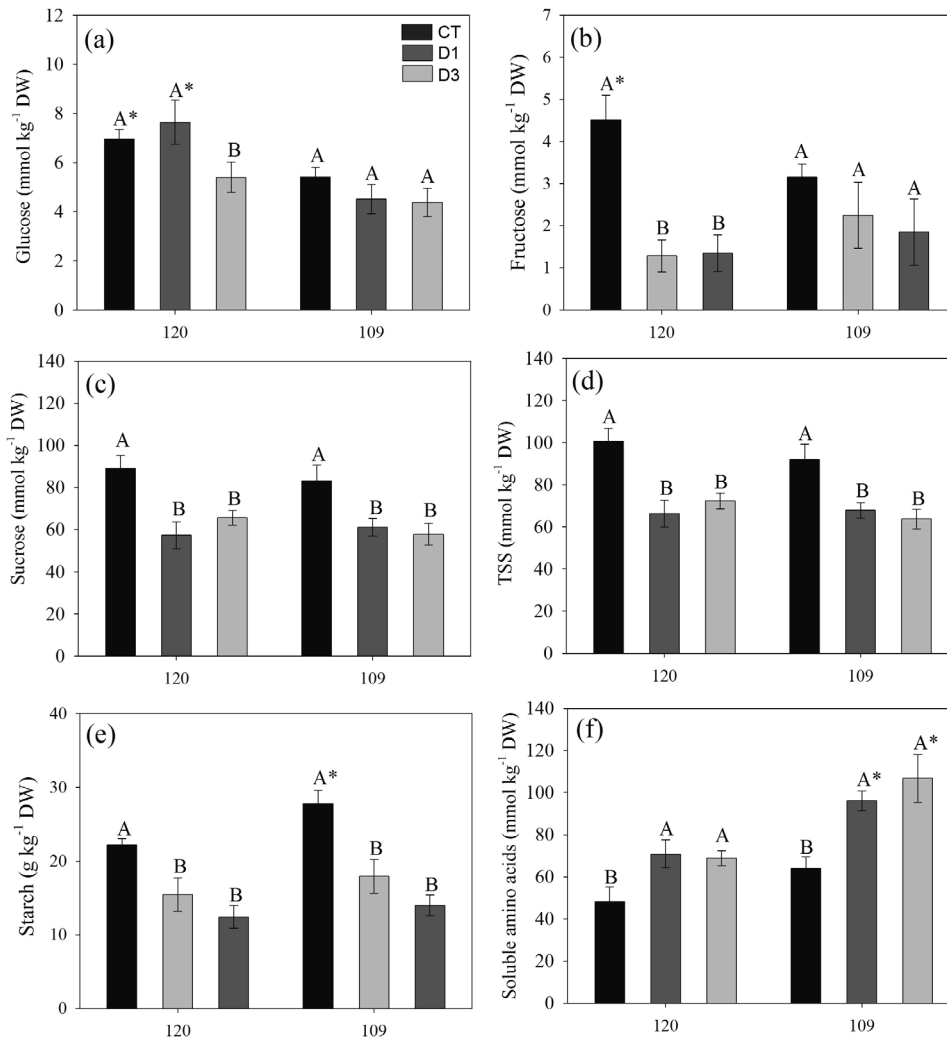 (a)
CT
D1
D3
Glucose (mmol kg⁻¹ DW)
12
10
8
6
4
2
0
A*
A*
B
A
A
A
120
109
(b)
Fructose (mmol kg⁻¹ DW)
7
6
5
4
3
2
1
0
A*
B
B
A
A
A
120
109
(c)
Sucrose (mmol kg⁻¹ DW)
140
120
100
80
60
40
20
0
A
B
B
A
B
B
120
109
(d)
TSS (mmol kg⁻¹ DW)
140
120
100
80
60
40
20
0
A
B
B
A
B
B
120
109
(e)
Starch (g kg⁻¹ DW)
40
30
20
10
0
A
B
B
A*
B
B
120
109
(f)
Soluble amino acids (mmol kg⁻¹ DW)
140
120
100
80
60
40
20
0
B
A
A
B
A*
A*
120
109